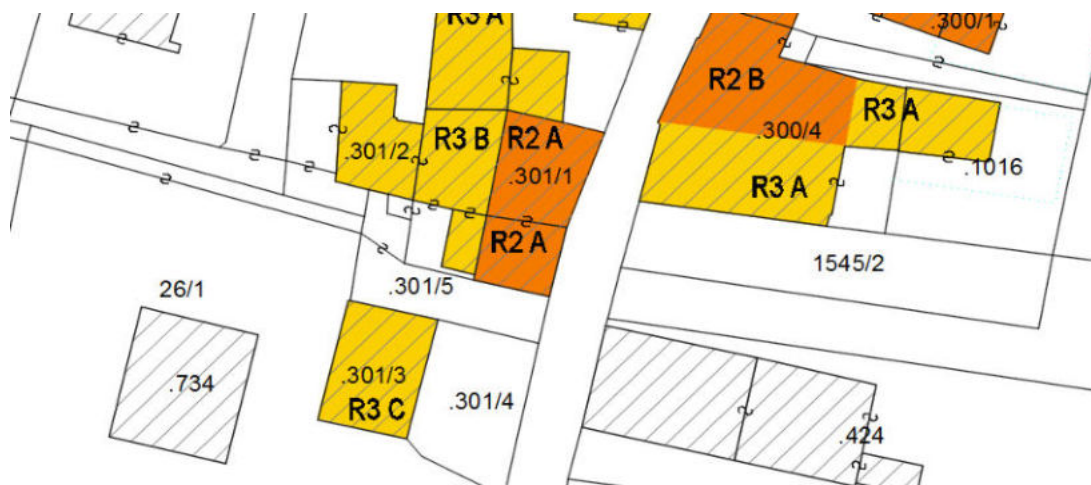 R3 A
.300/1
R2 B
R3 A
.300/4
R3 B
R2 A
.301/2
.301/1
.1016
R3 A
R2 A
1545/2
26/1
.301/5
.734
.301/3
R3 C
.301/4
.424